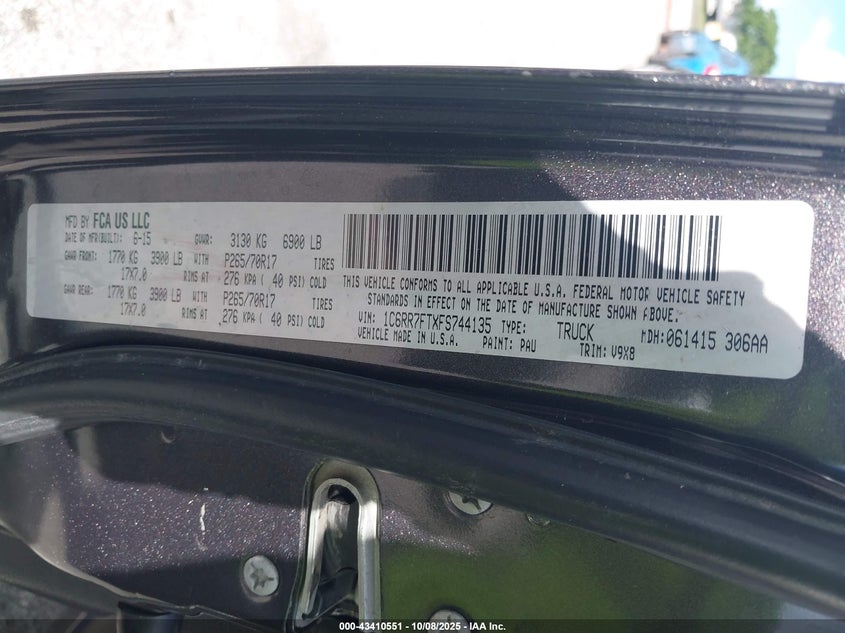 MFD BY FCA US LLC
DATE OF MFR(BUILT): 6-15 GVWR: 3130 KG 6900 LB
GAWR FRONT: 1770 KG 3900 LB WITH P265/70R17 TIRES
17X7.0 RIMS AT 276 KPA ( 40 PSI) COLD
GAWR REAR: 1770 KG 3900 LB WITH P265/70R17 TIRES
17X7.0 RIMS AT 276 KPA ( 40 PSI) COLD
THIS VEHICLE CONFORMS TO ALL APPLICABLE U.S.A. FEDERAL MOTOR VEHICLE SAFETY
STANDARDS IN EFFECT ON THE DATE OF MANUFACTURE SHOWN ABOVE.
VIN: 1C6RR7FTXFS744135 TYPE: TRUCK MDH:061415 306AA
VEHICLE MADE IN U.S.A. PAINT: PAU TRIM: V9X8
000-43410551 - 10/08/2025 - IAA Inc.